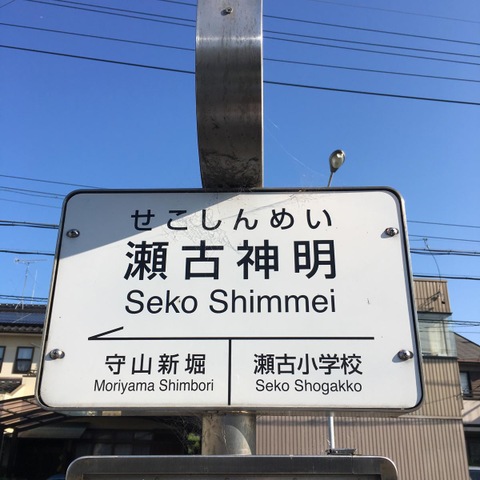 せこしんめい
瀬古神明
Seko Shimmei
守山新堀
Moriyama Shimbori
瀬古小学校
Seko Shogakko